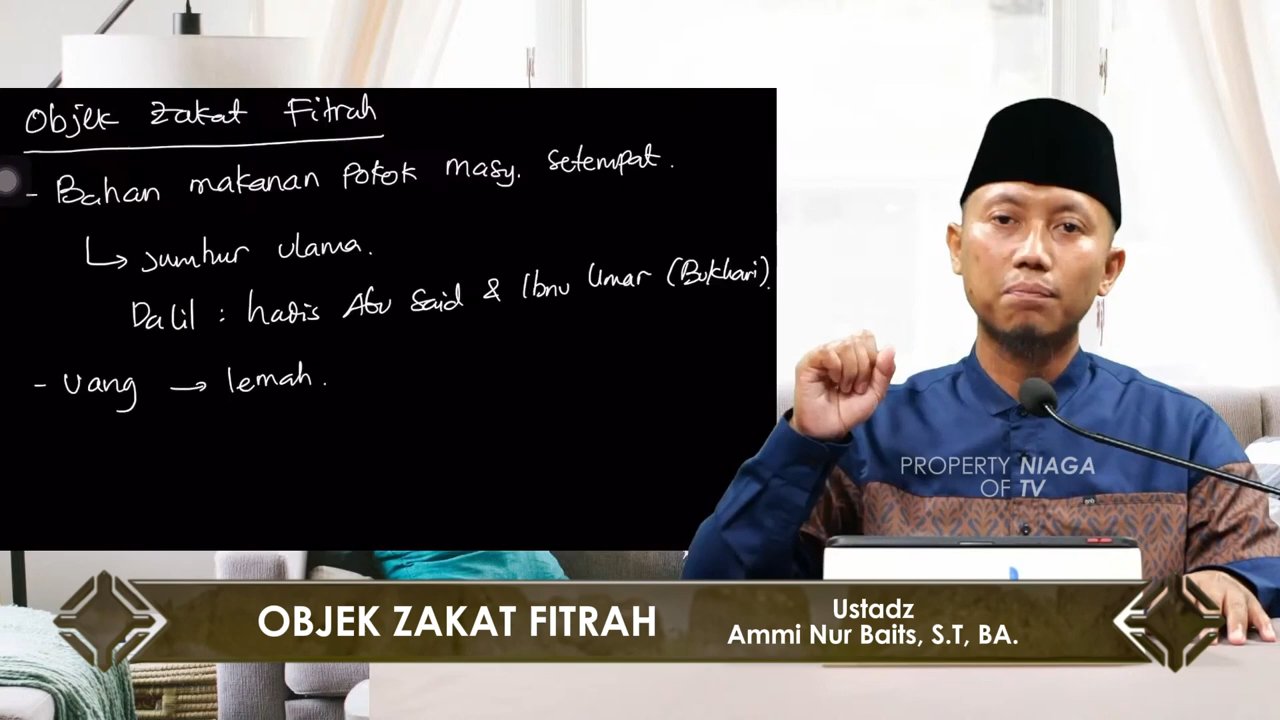 Objek Zakat Fitrah
- Bahan makanan Pokok masy. setempat.
↳ Jumhur ulama.
Dalil : hadis Abu Said & Ibnu Umar (Bukhari).
- Uang → lemah.
PROPERTY NIAGA
OF TV
OBJEK ZAKAT FITRAH
Ustadz
Ammi Nur Baits, S.T, BA.